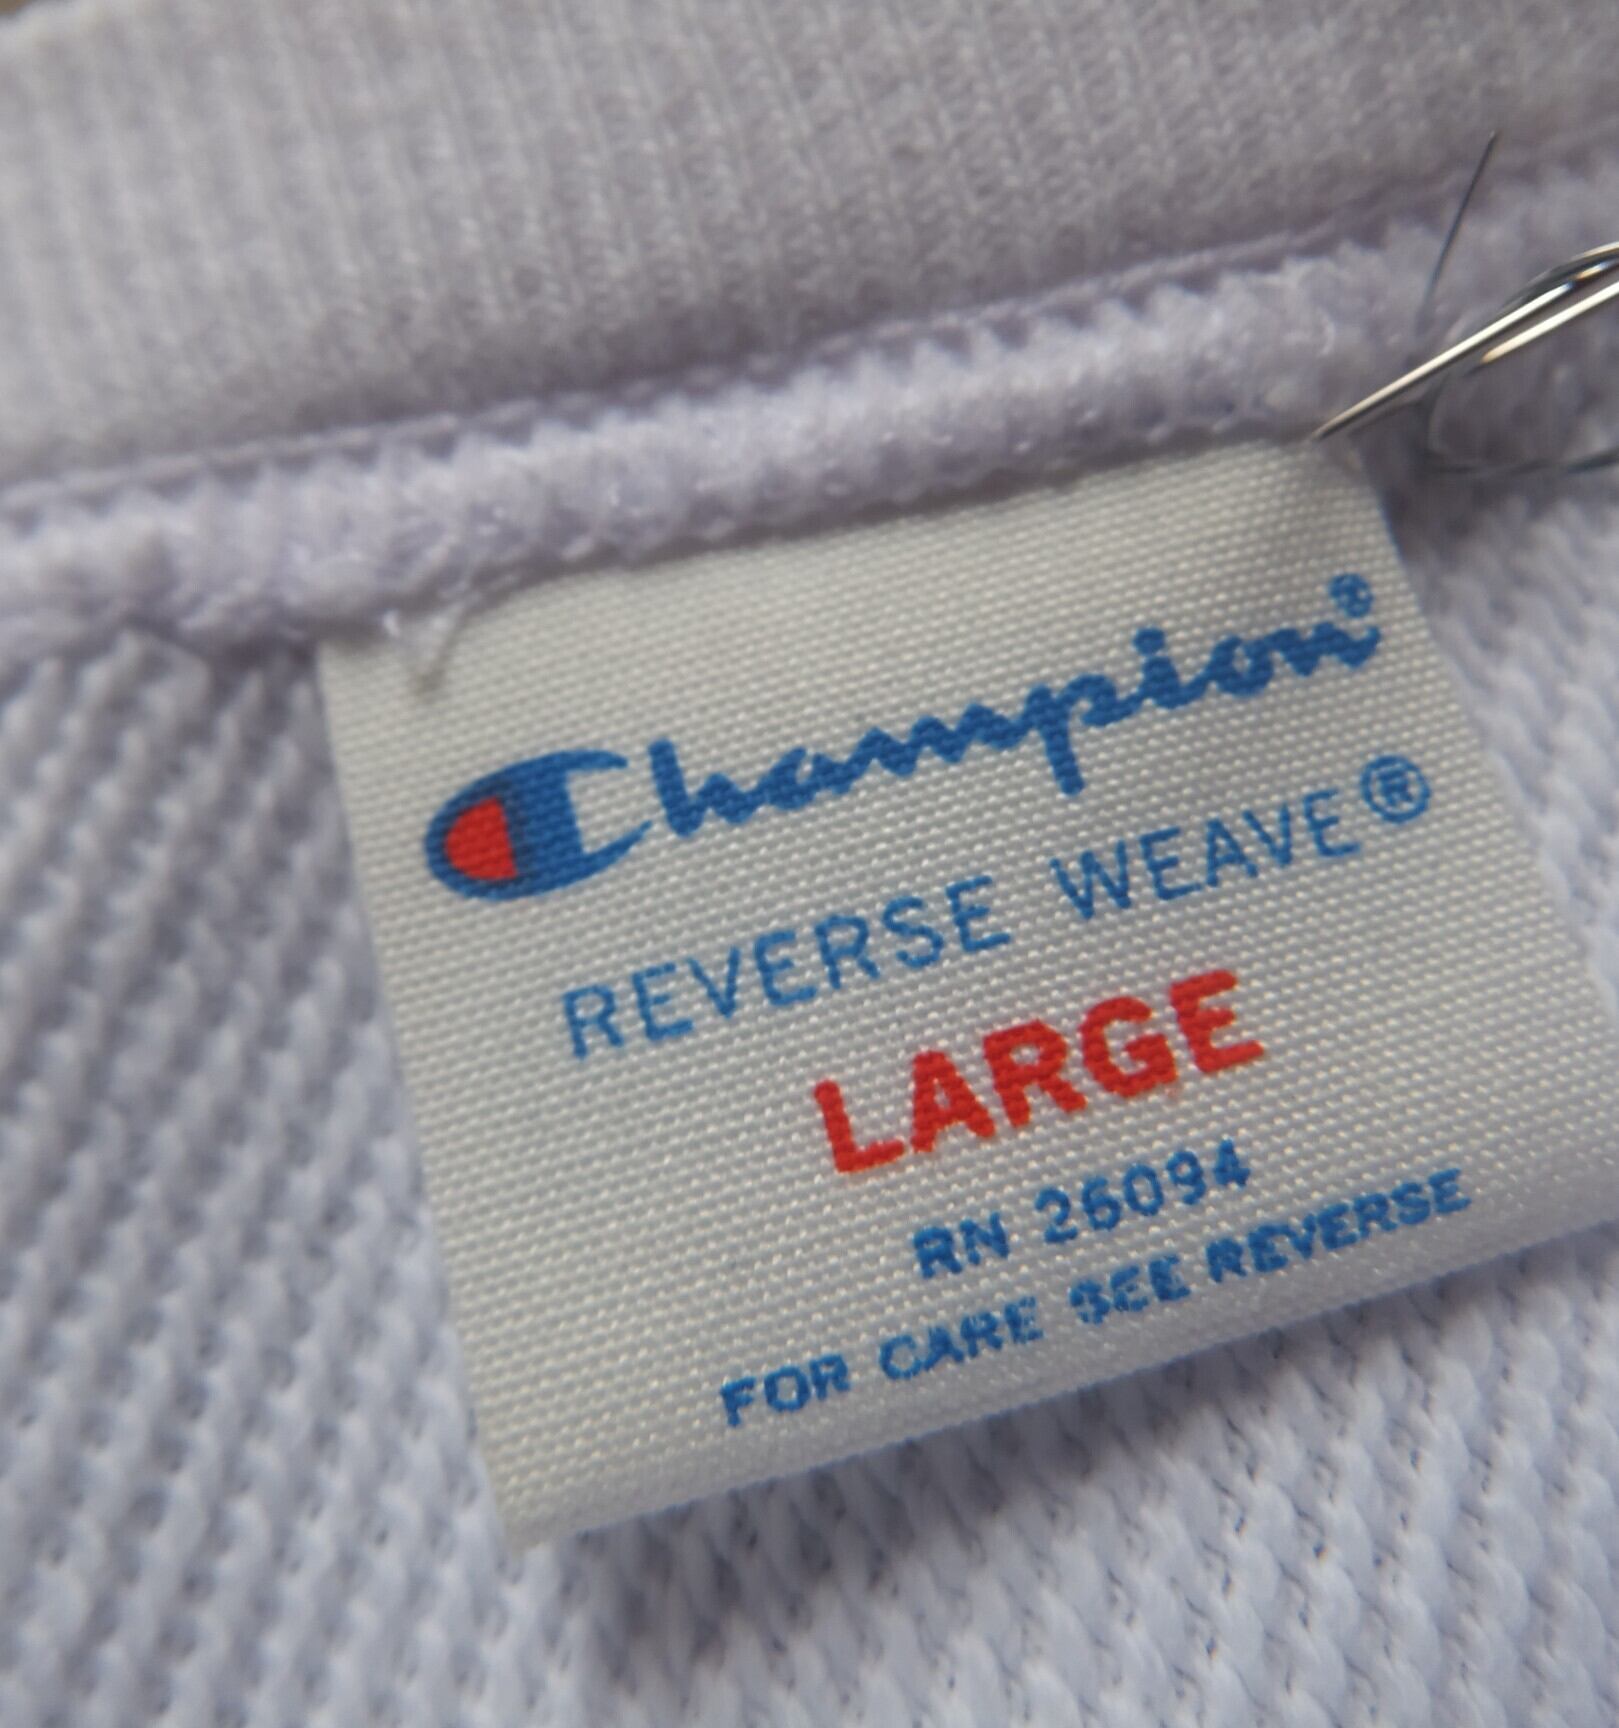 Champion®
REVERSE WEAVE®
LARGE
RN 26094
FOR CARE SEE REVERSE